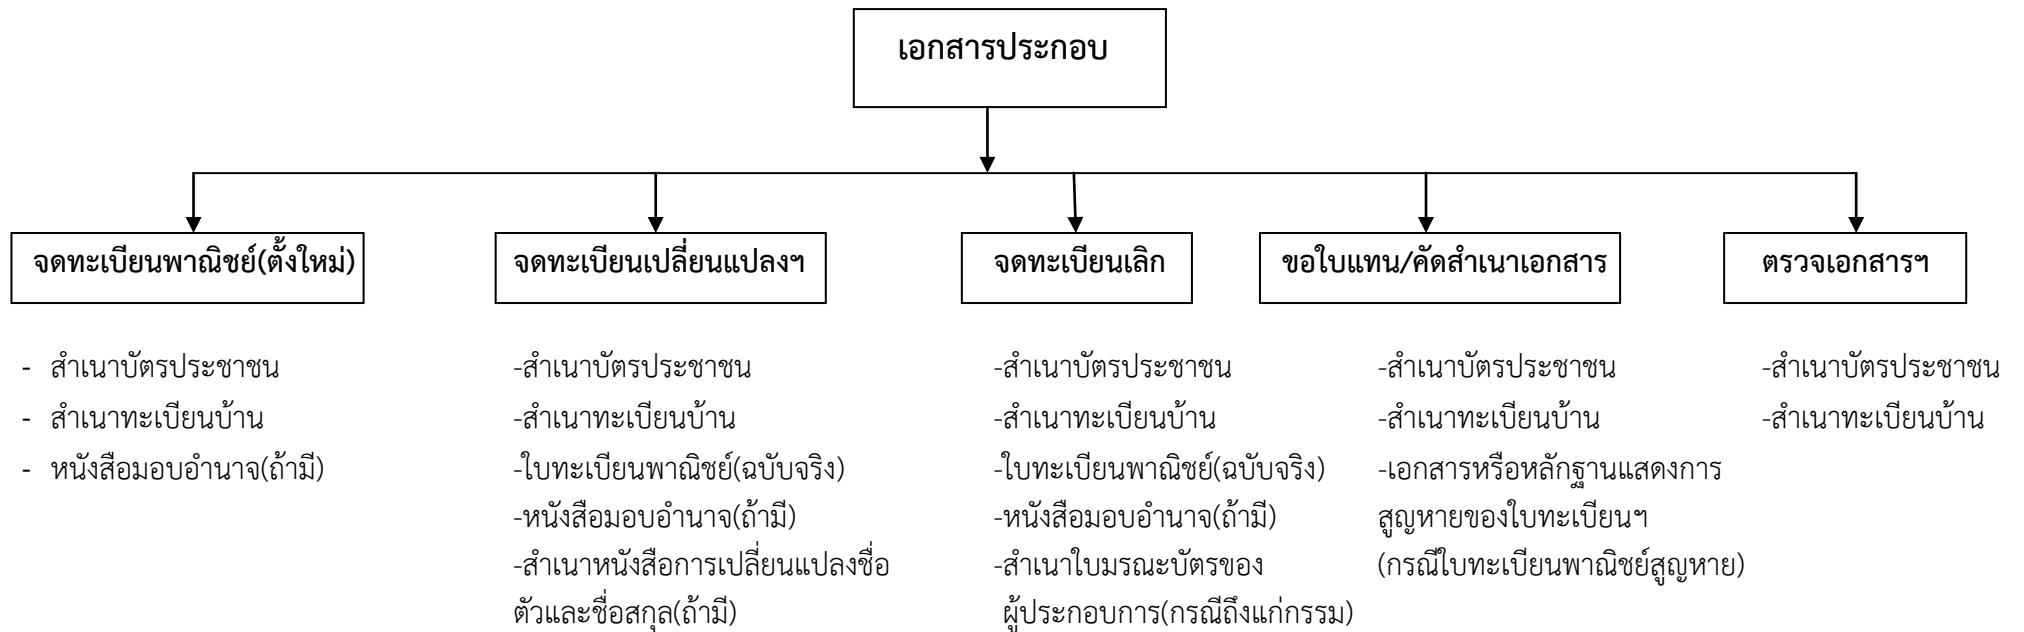 เอกสารประกอบ
จดทะเบียนพาณิชย์(ตั้งใหม่)
จดทะเบียนเปลี่ยนแปลงฯ
จดทะเบียนเลิก
ขอใบแทน/คัดสำเนาเอกสาร
ตรวจเอกสารฯ
- สำเนาบัตรประชาชน
- สำเนาทะเบียนบ้าน
- หนังสือมอบอำนาจ(ถ้ามี)
-สำเนาบัตรประชาชน
-สำเนาทะเบียนบ้าน
-ใบทะเบียนพาณิชย์(ฉบับจริง)
-หนังสือมอบอำนาจ(ถ้ามี)
-สำเนาหนังสือการเปลี่ยนแปลงชื่อ
ตัวและชื่อสกุล(ถ้ามี)
-สำเนาบัตรประชาชน
-สำเนาทะเบียนบ้าน
-ใบทะเบียนพาณิชย์(ฉบับจริง)
-หนังสือมอบอำนาจ(ถ้ามี)
-สำเนาใบมรณะบัตรของ
ผู้ประกอบการ(กรณีถึงแก่กรรม)
-สำเนาบัตรประชาชน
-สำเนาทะเบียนบ้าน
-เอกสารหรือหลักฐานแสดงการ
สูญหายของใบทะเบียนฯ
(กรณีใบทะเบียนพาณิชย์สูญหาย)
-สำเนาบัตรประชาชน
-สำเนาทะเบียนบ้าน